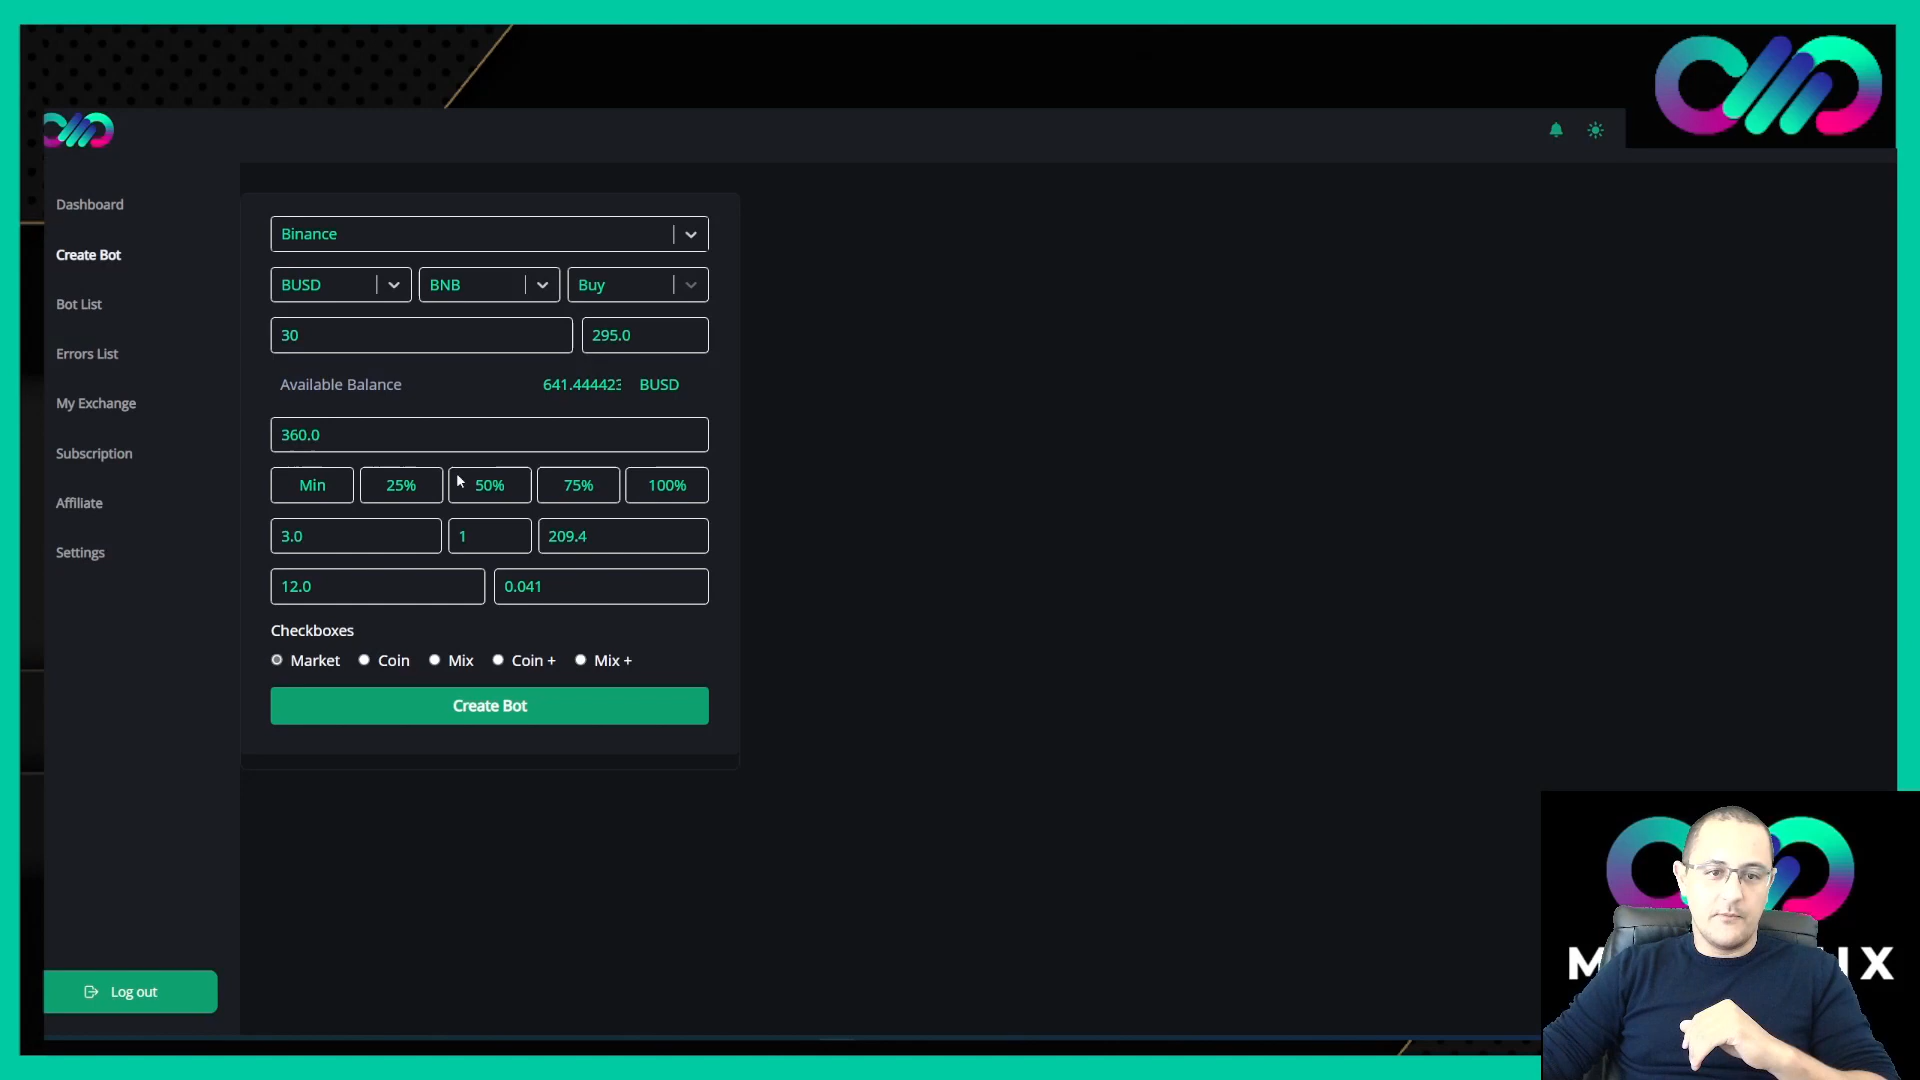 Dashboard
Create Bot
Bot List
Errors List
My Exchange
Subscription
Affiliate
Settings
Log out
Binance
BUSD BNB Buy
30 295.0
Available Balance 641.444423 BUSD
360.0
Min 25% 50% 75% 100%
3.0 1 209.4
12.0 0.041
Checkboxes
Market Coin Mix Coin + Mix +
Create Bot